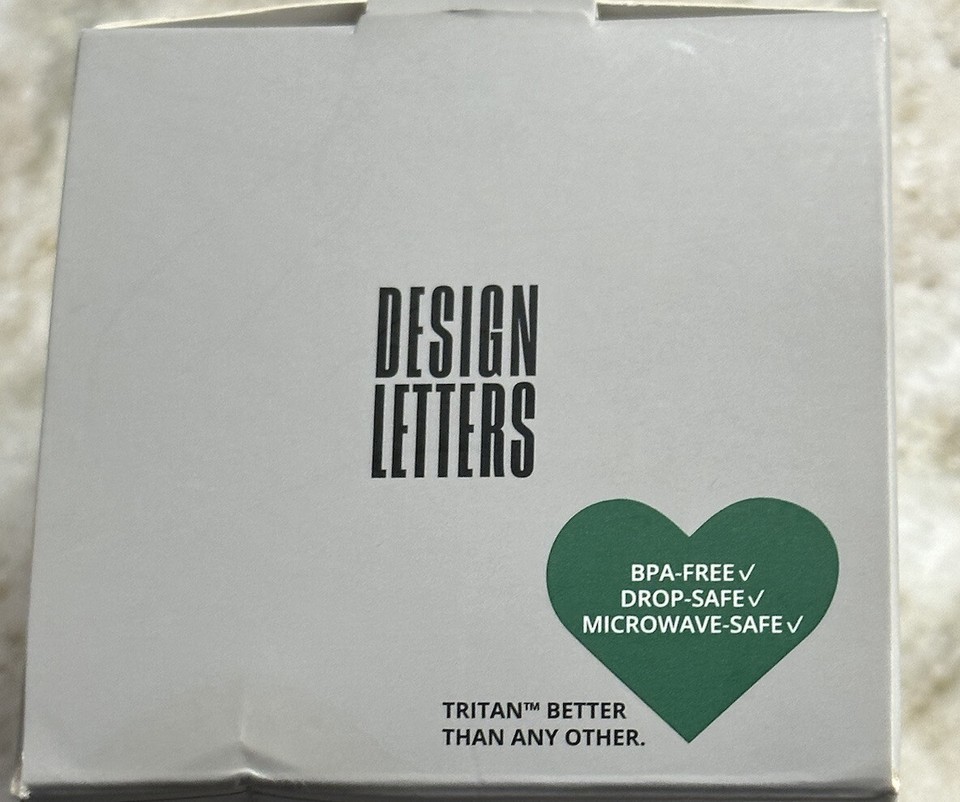 DESIGN
LETTERS
BPA-FREE✓
DROP-SAFE✓
MICROWAVE-SAFE✓
TRITAN™ BETTER
THAN ANY OTHER.